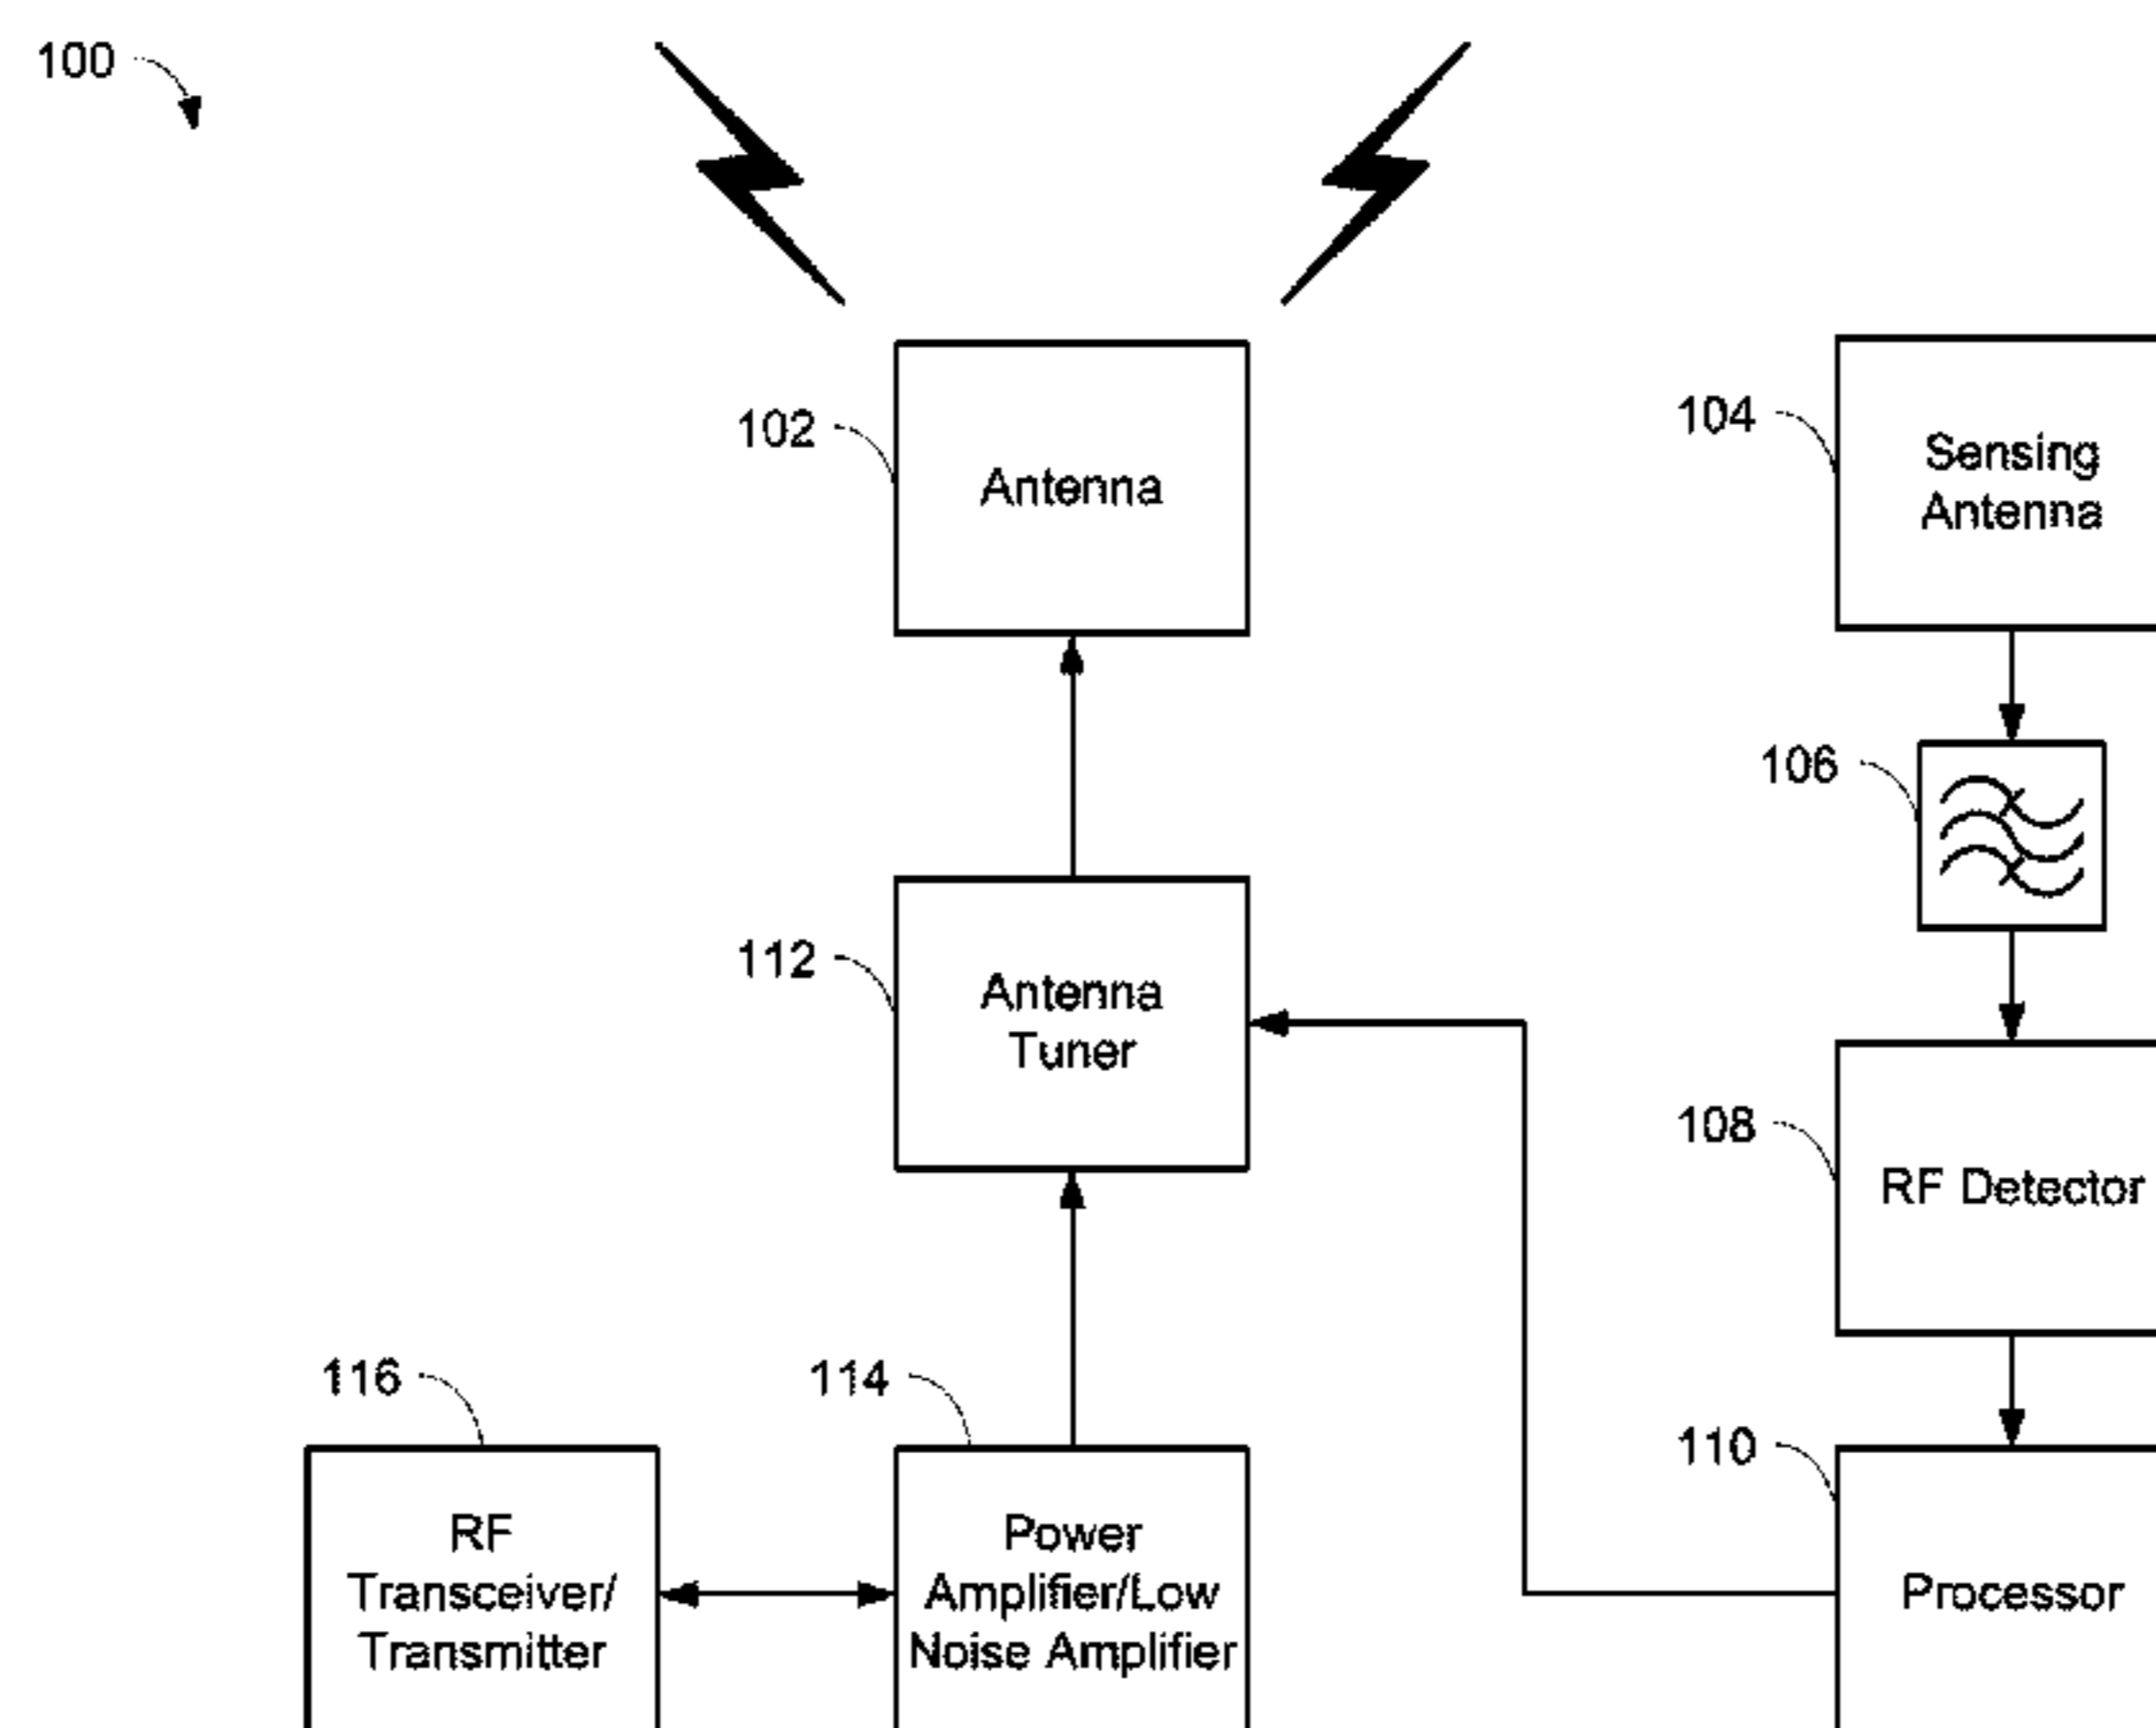 100
102
Antenna
104
Sensing
Antenna
106
112
Antenna
Tuner
108
RF Detector
116
RF
Transceiver/
Transmitter
114
Power
Amplifier/Low
Noise Amplifier
110
Processor